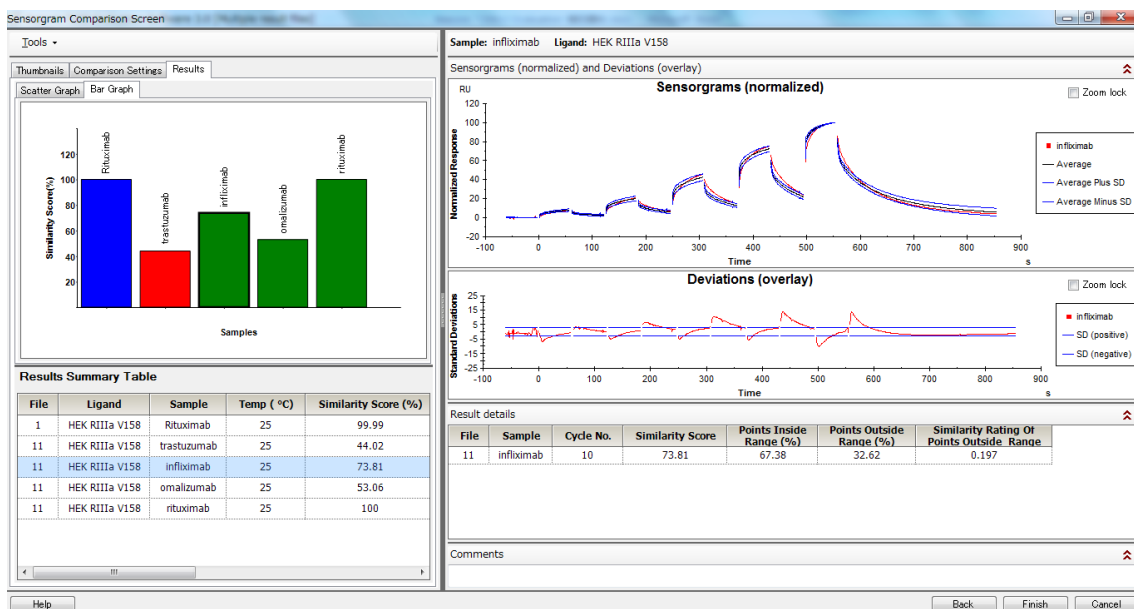 Sensorgram Comparison Screen
Tools
Thumbnails Comparison Settings Results
Scatter Graph Bar Graph
Similarity Score(%)
120
100
80
60
40
20
Rituximab
trastuzumab
infliximab
omalizumab
rituximab
Samples
Results Summary Table
File Ligand Sample Temp ( ºC) Similarity Score (%)
1 HEK RIIIa V158 Rituximab 25 99.99
11 HEK RIIIa V158 trastuzumab 25 44.02
11 HEK RIIIa V158 infliximab 25 73.81
11 HEK RIIIa V158 omalizumab 25 53.06
11 HEK RIIIa V158 rituximab 25 100
Sample: infliximab Ligand: HEK RIIIa V158
Sensorgrams (normalized) and Deviations (overlay)
Sensorgrams (normalized)
Zoom lock
RU
Normalized Response
120
100
80
60
40
20
0
-20
-100 0 100 200 300 400 500 600 700 800 900
Time s
infliximab
Average
Average Plus SD
Average Minus SD
Deviations (overlay)
Zoom lock
Standard Deviations
25
15
5
-5
-15
-25
-100 0 100 200 300 400 500 600 700 800 900
Time s
infliximab
SD (positive)
SD (negative)
Result details
File Sample Cycle No. Similarity Score Points Inside Range (%) Points Outside Range (%) Similarity Rating Of Points Outside Range
11 infliximab 10 73.81 67.38 32.62 0.197
Comments
Help Back Finish Cancel